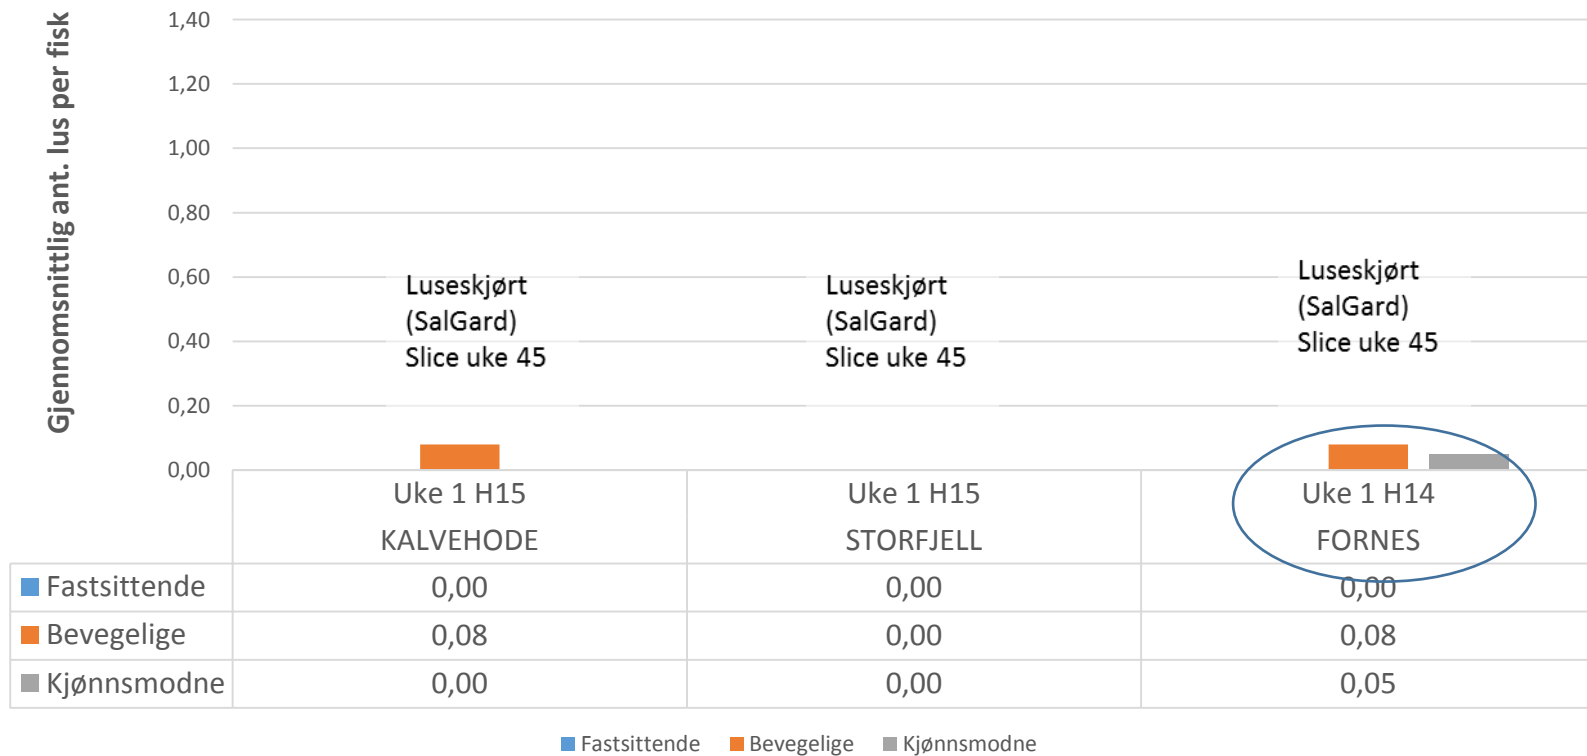 Gjennomsnittlig ant. lus per fisk
1,40
1,20
1,00
0,80
0,60
0,40
0,20
0,00
Luseskjørt
(SalGard)
Slice uke 45
Luseskjørt
(SalGard)
Slice uke 45
Luseskjørt
(SalGard)
Slice uke 45
Uke 1 H15 Uke 1 H15 Uke 1 H14
KALVEHODE STORFJELL FORNES
Fastsittende 0,00 0,00 0,00
Bevegelige 0,08 0,00 0,08
Kjønnsmodne 0,00 0,00 0,05
Fastsittende Bevegelige Kjønnsmodne